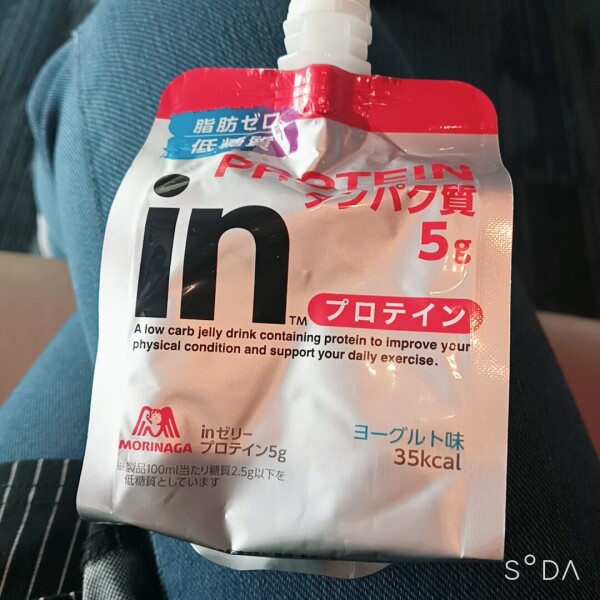 脂肪ゼロ
低糖質
PROTEIN
タンパク質
5g
in
TM
プロテイン
A low carb jelly drink containing protein to improve your
physical condition and support your daily exercise.
MORINAGA
inゼリー
プロテイン5g
ヨーグルト味
35kcal
※製品100ml当たり糖質2.5g以下を
低糖質としています
SODA